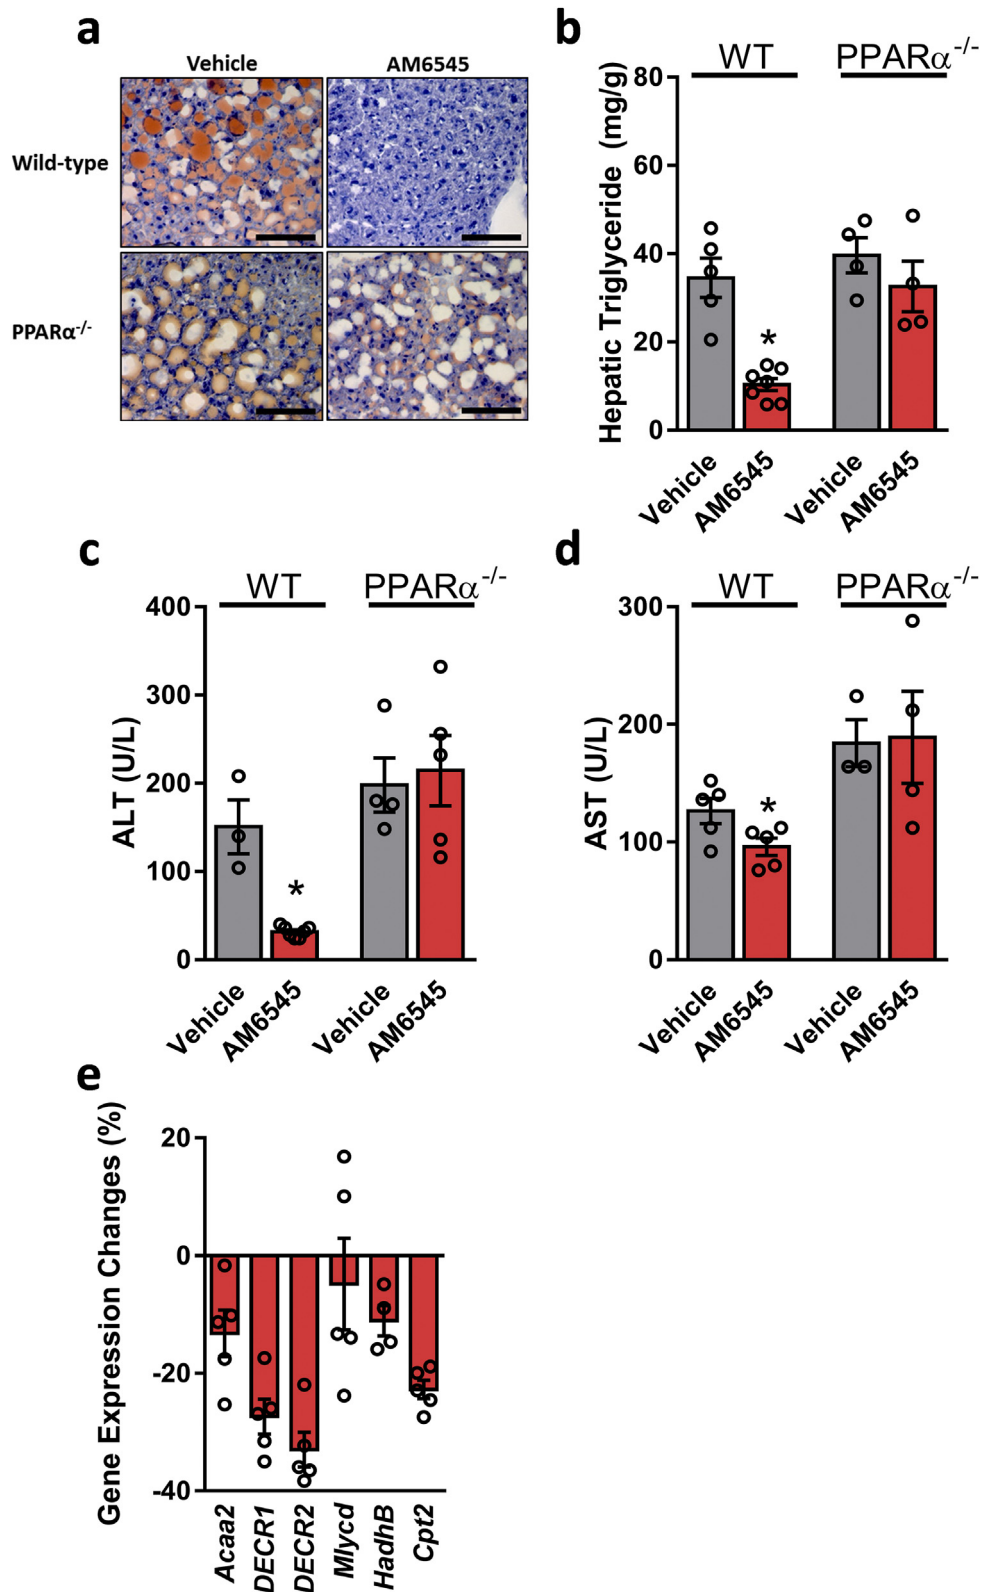 a
Vehicle AM6545
Wild-type
PPARα-/-
b
WT PPARα-/-
Hepatic Triglyceride (mg/g)
80
60
40
20
0
*
Vehicle AM6545 Vehicle AM6545
c
WT PPARα-/-
ALT (U/L)
400
300
200
100
0
*
Vehicle AM6545 Vehicle AM6545
d
WT PPARα-/-
AST (U/L)
300
200
100
0
*
Vehicle AM6545 Vehicle AM6545
e
Gene Expression Changes (%)
20
0
-20
-40
Acaa2 DECR1 DECR2 Mlycd HadhB Cpt2